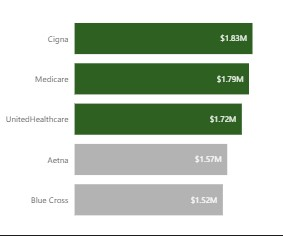 Cigna $1.83M
Medicare $1.79M
UnitedHealthcare $1.72M
Aetna $1.57M
Blue Cross $1.52M